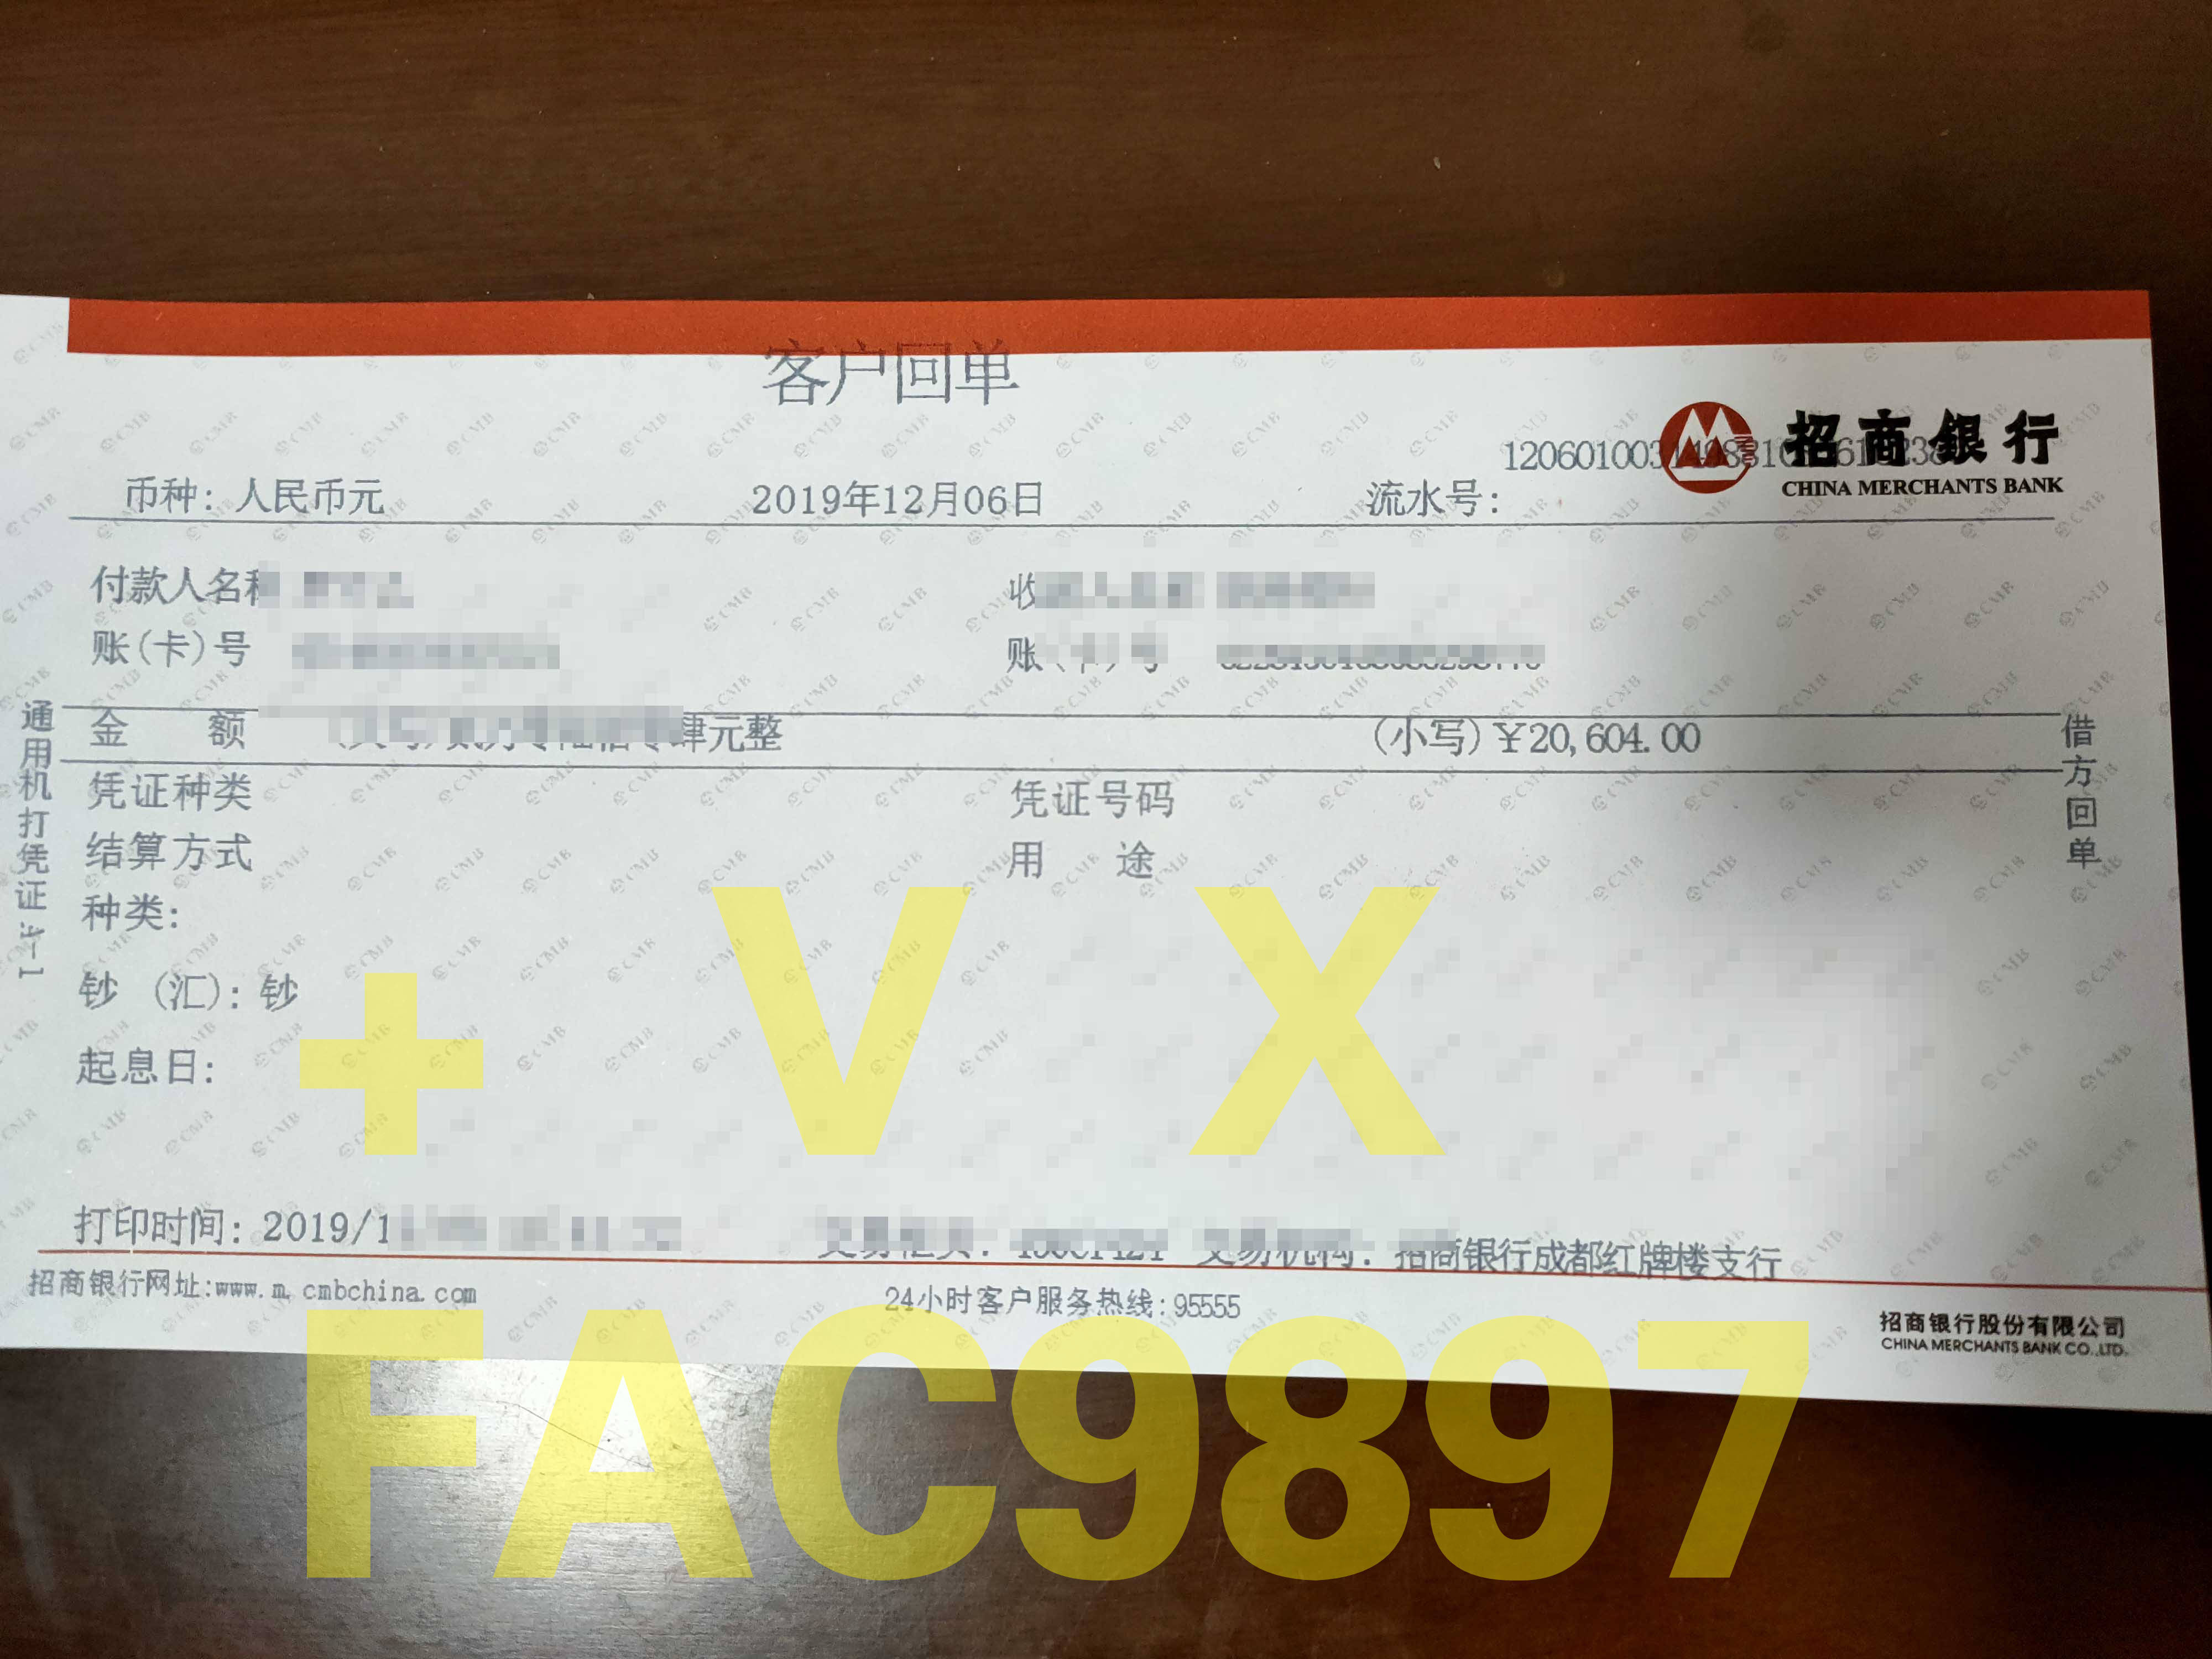 客户回单
招商银行
CHINA MERCHANTS BANK
币种：人民币元 2019年12月06日 流水号：
付款人名称
账(卡)号
账(卡)号
金 额 肆元整 (小写)￥20,604.00
凭证种类 凭证号码
结算方式 用 途
种类：
钞 (汇)：钞
起息日：
通用机打凭证
借方回单
+ V X
打印时间：2019/1 招商银行成都红牌楼支行
招商银行网址:www.m.cmbchina.com 24小时客户服务热线:95555
招商银行股份有限公司
CHINA MERCHANTS BANK CO.,LTD.
FAC9897